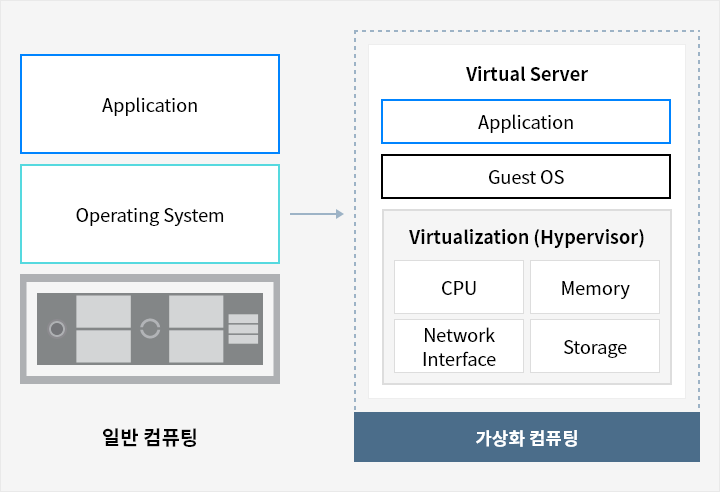 Application
Operating System
일반 컴퓨팅
Virtual Server
Application
Guest OS
Virtualization (Hypervisor)
CPU
Memory
Network
Interface
Storage
가상화 컴퓨팅